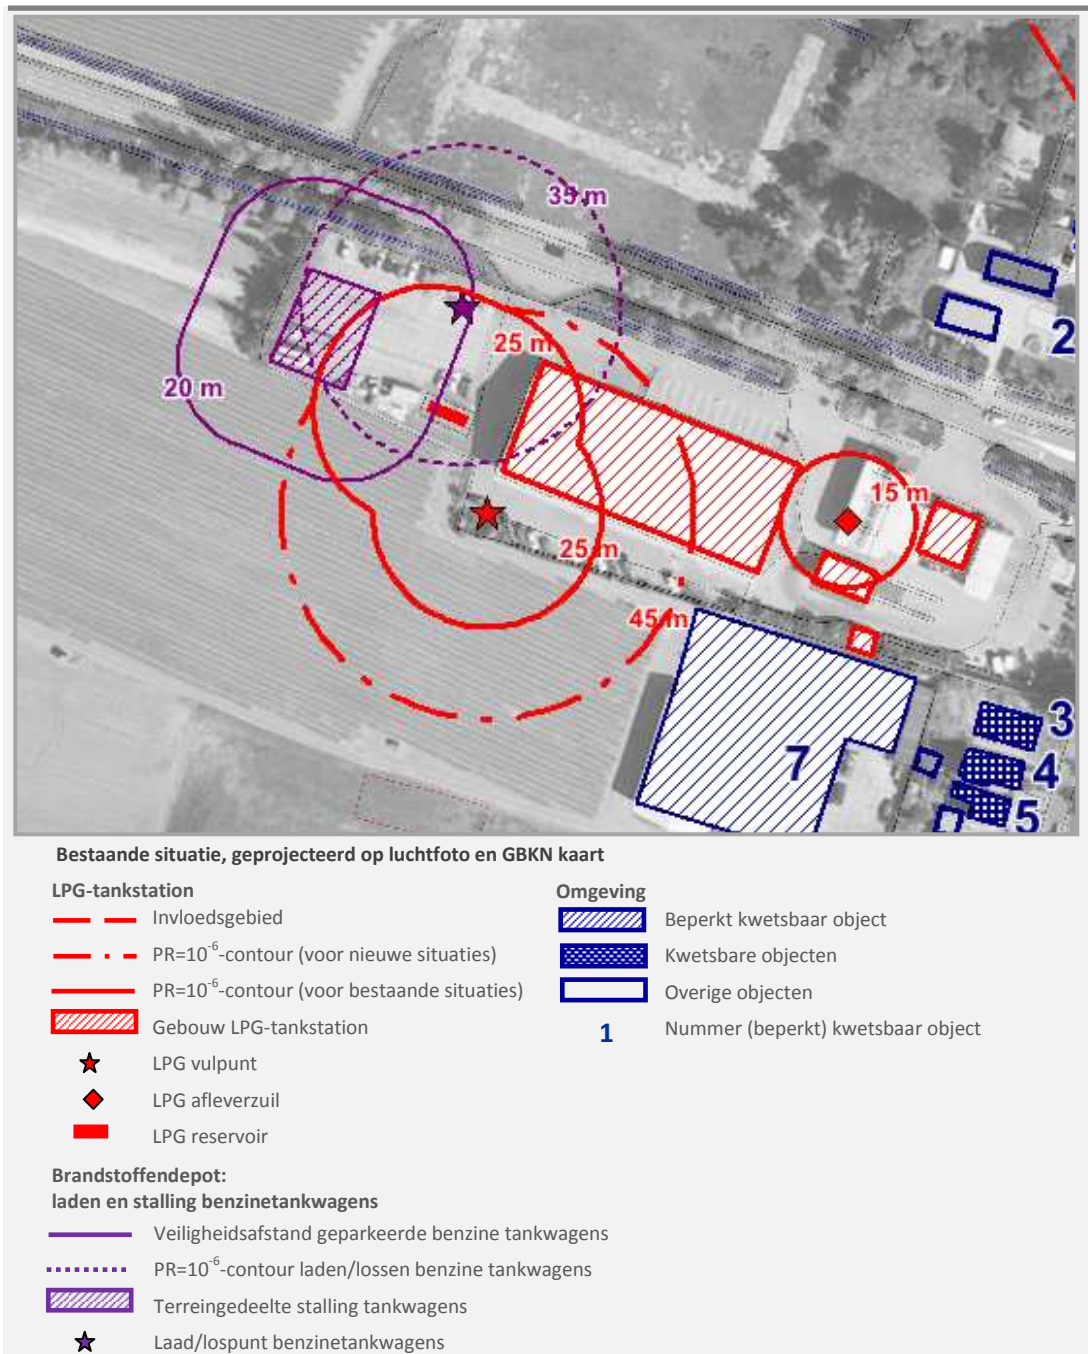 35 m
25 m
20 m
2
15 m
25 m
45 m
3
7
4
5
Bestaande situatie, geprojecteerd op luchtfoto en GBKN kaart
LPG-tankstation
Invloedsgebied
PR=10⁻⁶-contour (voor nieuwe situaties)
PR=10⁻⁶-contour (voor bestaande situaties)
Gebouw LPG-tankstation
LPG vulpunt
LPG afleverzuil
LPG reservoir
Brandstoffendepot:
laden en stalling benzinetankwagens
Veiligheidsafstand geparkeerde benzine tankwagens
PR=10⁻⁶-contour laden/lossen benzine tankwagens
Terreingedeelte stalling tankwagens
Laad/lospunt benzinetankwagens
Omgeving
Beperkt kwetsbaar object
Kwetsbare objecten
Overige objecten
1 Nummer (beperkt) kwetsbaar object